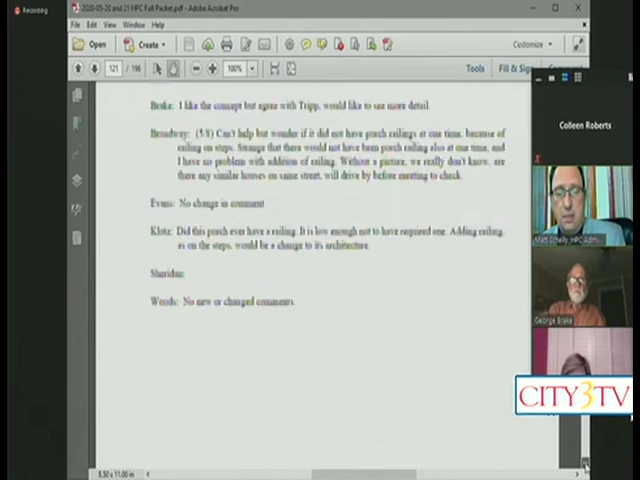 Recording
2020-05-20 and 21 HPC Full Packet.pdf - Adobe Acrobat Pro
File Edit View Window Help
Open Create Customize
121 / 196 100% Tools Fill & Sign
Brake: I like the concept but agree with Tripp, would like to see more detail.
Broadway: (5/8) Can't help but wonder if it did not have porch railings at one time, because of
railing on steps. Strange that there would not have been porch railing also at one time, and
I have no problem with addition of railing. Without a picture, we really don't know, are
there any similar houses on same street, will drive by before meeting to check.
Evans: No change in comment
Klotz: Did this porch ever have a railing. It is low enough not to have required one. Adding railing,
as on the steps, would be a change to its architecture.
Sheridan:
Woods: No new or changed comments.
8.50 x 11.00 in
Colleen Roberts
Matt HPC
George Brake
CITY3TV